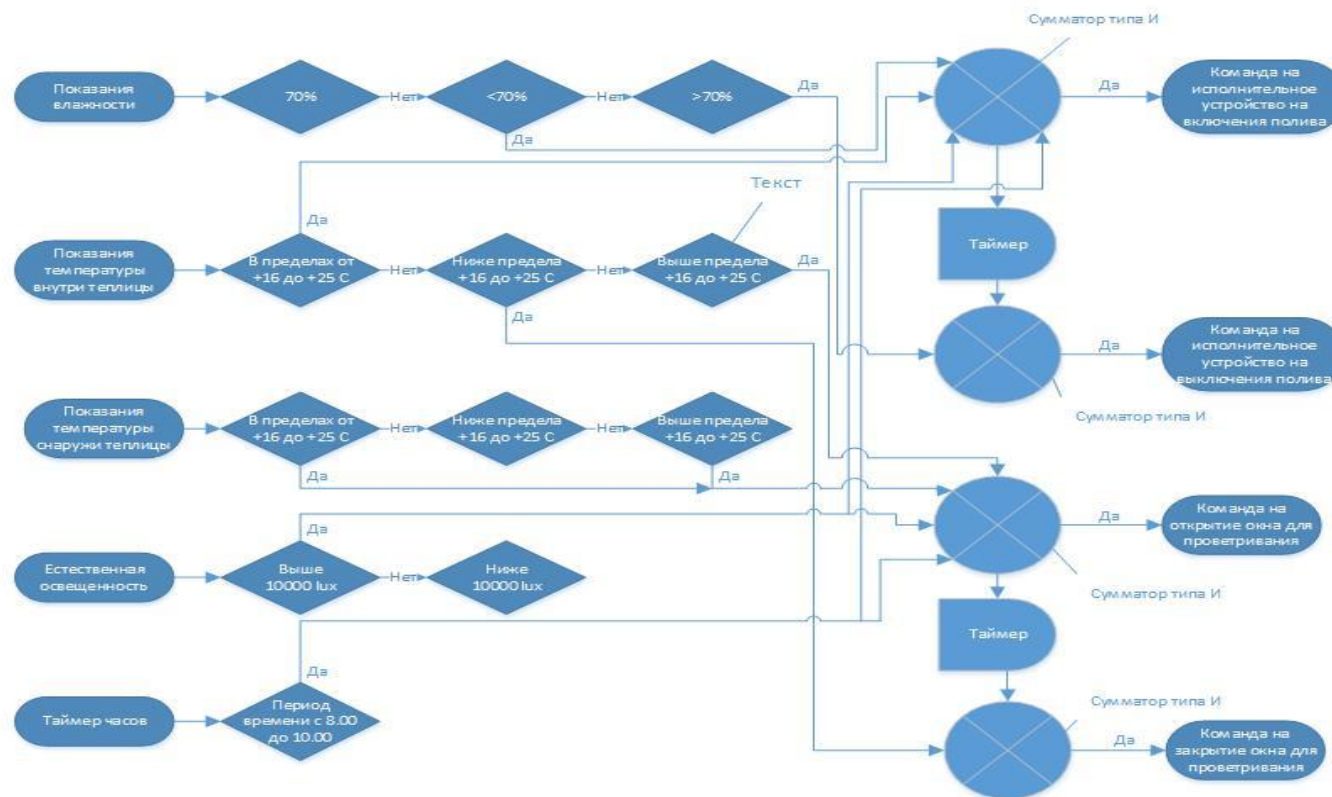 Сумматор типа И
Показания
влажности
70%
Нет
<70%
Нет
>70%
Да
Да
Команда на
исполнительное
устройство на
включения полива
Да
Да
Текст
Показания
температуры
внутри теплицы
В пределах от
+16 до +25 С
Нет
Ниже предела
+16 до +25 С
Нет
Выше предела
+16 до +25 С
Да
Таймер
Да
Да
Команда на
исполнительное
устройство на
выключения полива
Сумматор типа И
Показания
температуры
снаружи теплицы
В пределах от
+16 до +25 С
Нет
Ниже предела
+16 до +25 С
Нет
Выше предела
+16 до +25 С
Да
Да
Да
Да
Команда на
открытие окна для
проветривания
Естественная
освещенность
Выше
10000 lux
Нет
Ниже
10000 lux
Сумматор типа И
Таймер
Да
Таймер часов
Период
времени с 8.00
до 10.00
Сумматор типа И
Да
Команда на
закрытие окна для
проветривания